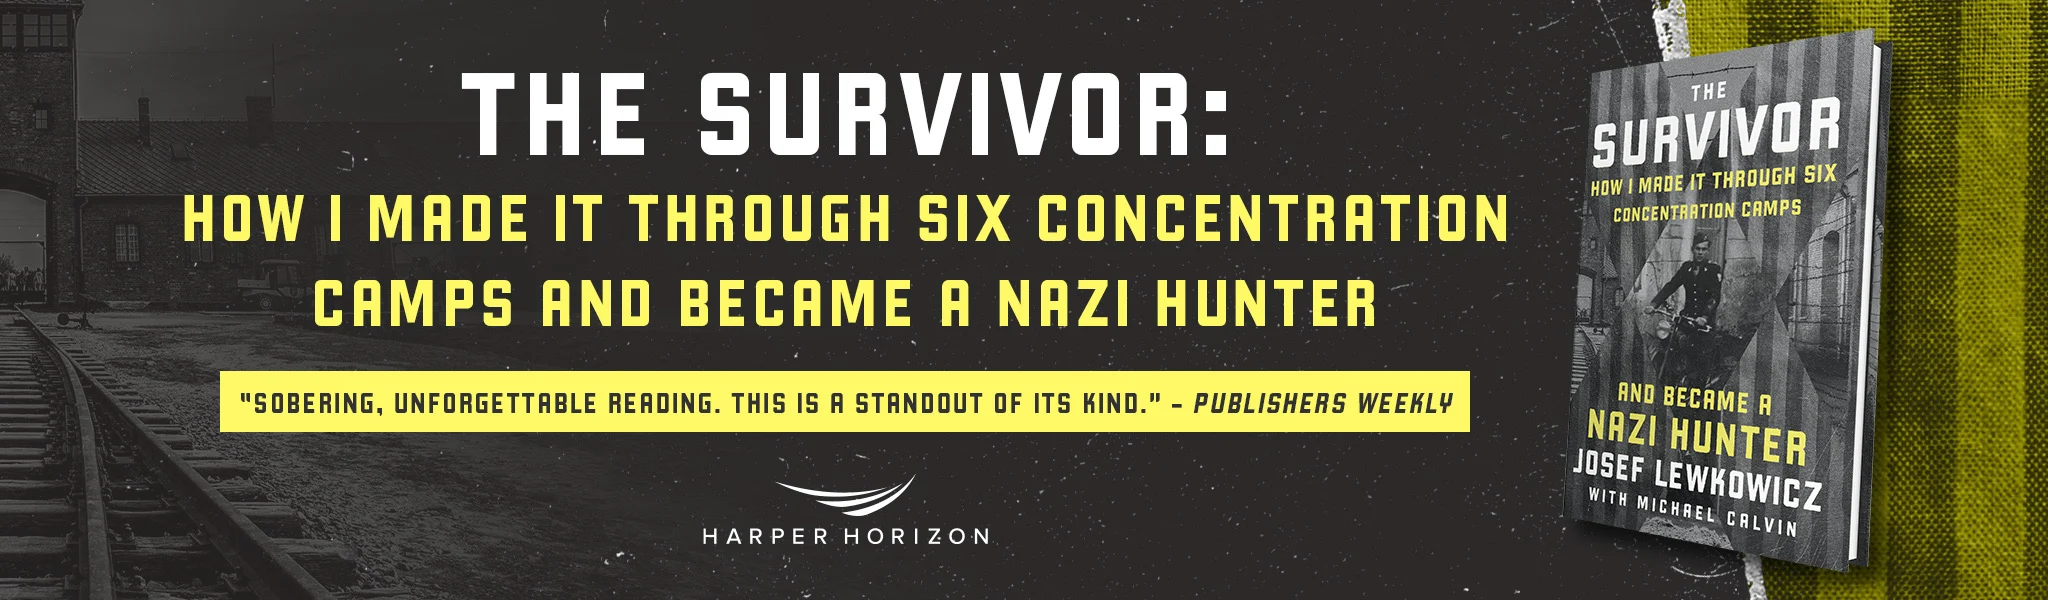 THE SURVIVOR:
HOW I MADE IT THROUGH SIX CONCENTRATION
CAMPS AND BECAME A NAZI HUNTER
"SOBERING, UNFORGETTABLE READING. THIS IS A STANDOUT OF ITS KIND." - PUBLISHERS WEEKLY
HARPER HORIZON
THE
SURVIVOR
HOW I MADE IT THROUGH SIX
CONCENTRATION CAMPS
AND BECAME A
NAZI HUNTER
JOSEF LEWKOWICZ
WITH MICHAEL CALVIN